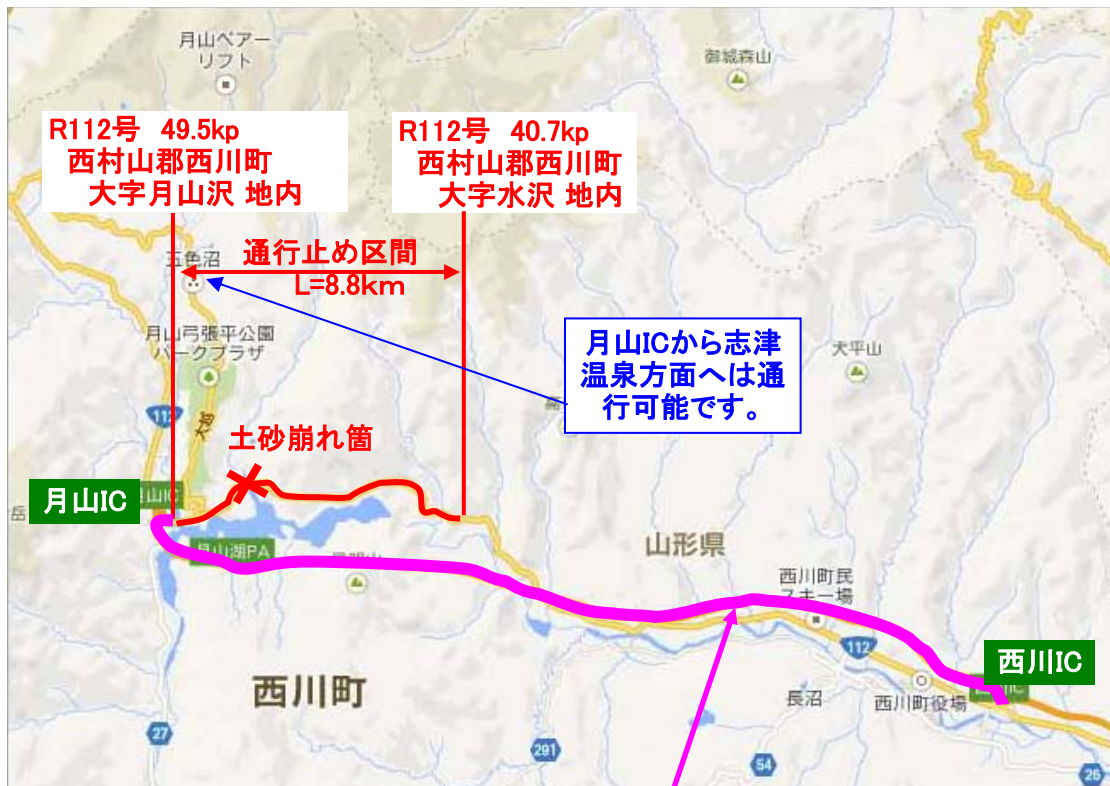 月山ベアー
リフト
御城森山
R112号 49.5kp
西村山郡西川町
大字月山沢 地内
R112号 40.7kp
西村山郡西川町
大字水沢 地内
通行止め区間
L=8.8km
五色沼
月山弓張平公園
パークプラザ
月山ICから志津
温泉方面へは通
行可能です。
犬平山
112
土砂崩れ箇
月山IC
月山IC
月山湖PA
山形県
西川町民
スキー場
112
西川IC
西川町
長沼
西川町役場
27
291
54
26